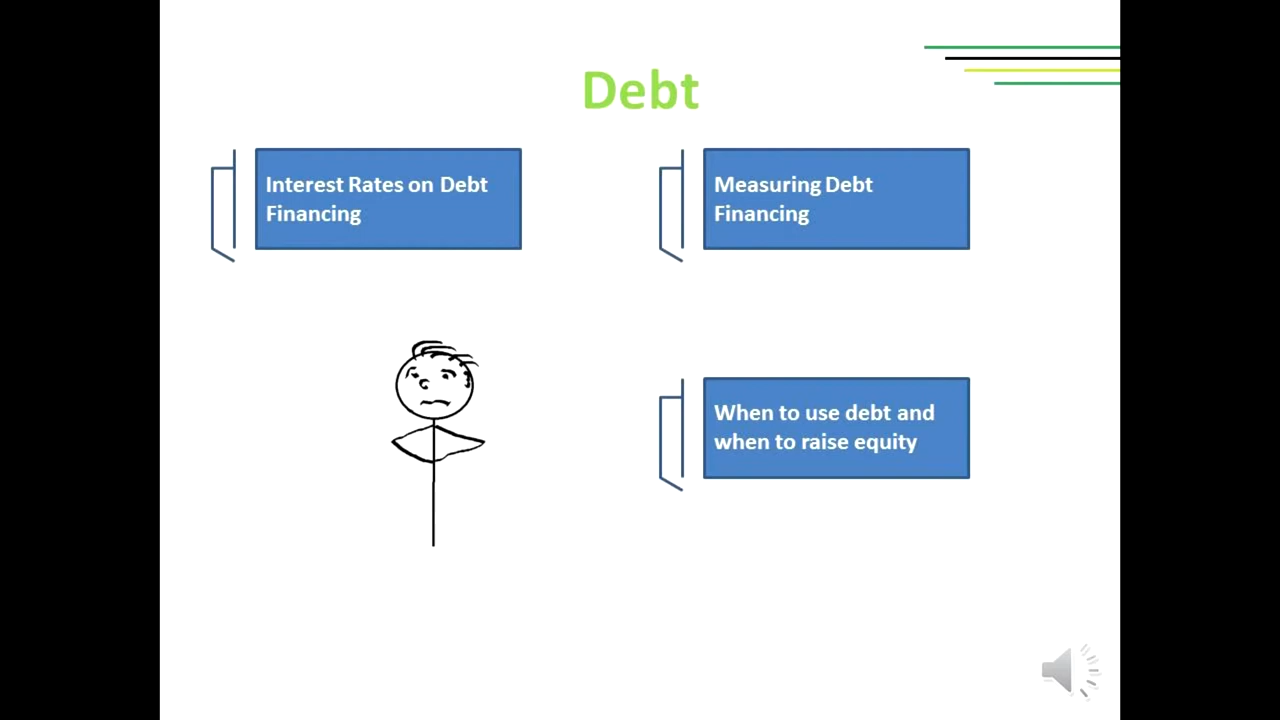 Debt
Interest Rates on Debt
Financing
Measuring Debt
Financing
When to use debt and
when to raise equity